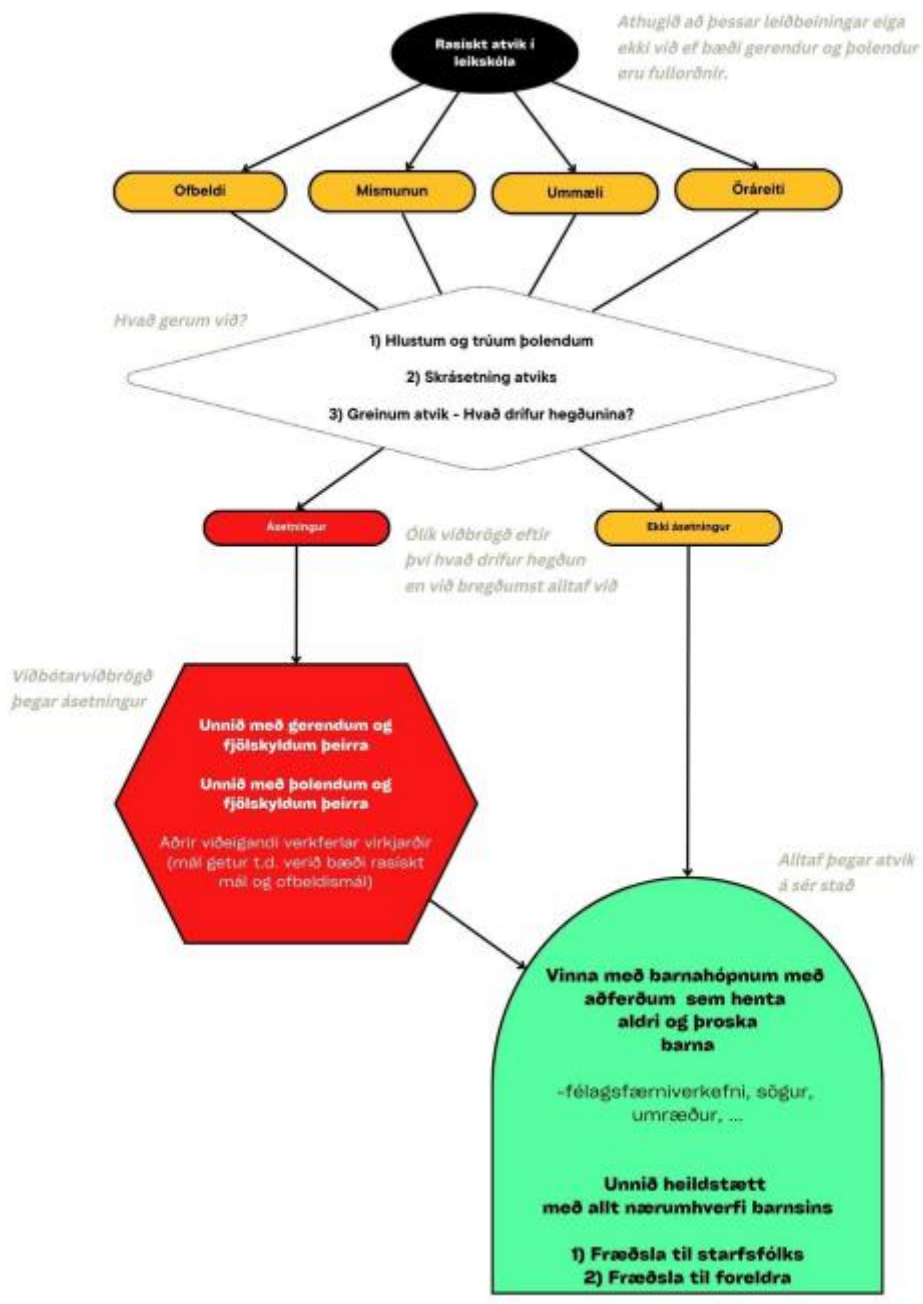 Rasískt atvik í
leikskóla
Athugið að þessar leiðbeiningar eiga
ekki við ef bæði gerendur og þolendur
eru fullorðnir.
Ofbeldi
Mismunun
Ummæli
Öráreiti
Hvað gerum við?
1) Hlustum og trúum þolendum
2) Skrásetning atviks
3) Greinum atvik - Hvað drífur hegðunina?
Ásetningur
Ekki ásetningur
Ólík viðbrögð eftir
því hvað drífur hegðun
en við bregðumst alltaf við
Viðbótarviðbrögð
þegar ásetningur
Unnið með gerendum og
fjölskyldum þeirra
Unnið með þolendum og
fjölskyldum þeirra
Aðrir viðeigandi verkferlar virkjarðir
(mál getur t.d. verið bæði rasískt
mál og ofbeldismál)
Alltaf þegar atvik
á sér stað
Vinna með barnahópnum með
aðferðum sem henta
aldri og þroska
barna
-félagsfærniverkefni, sögur,
umræður, ...
Unnið heildstætt
með allt nærumhverfi barnsins
1) Fræðsla til starfsfólks
2) Fræðsla til foreldra